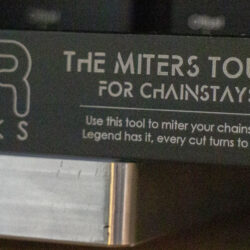 R
KS
THE MITERS TOU
FOR CHAINSTAYS
Use this tool to miter your chains
Legend has it, every cut turns to